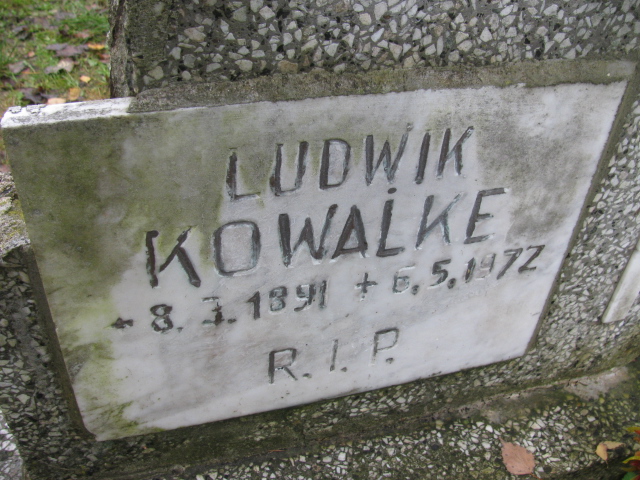 LUDWIK
KOWALKE
* 8.3.1891 + 6.5.1972
R.I.P.